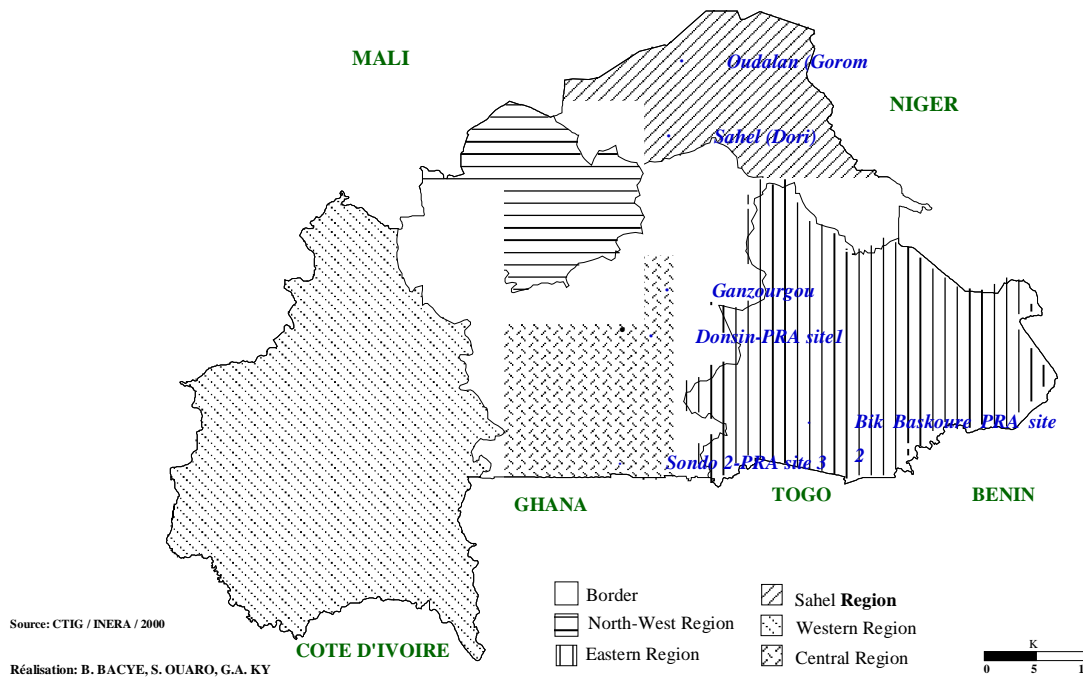 MALI
Oudalan (Gorom
NIGER
Sahel (Dori)
Ganzourgou
Donsin-PRA site1
Bik Baskoure PRA site
2
Sondo 2-PRA site 3
GHANA
TOGO
BENIN
COTE D'IVOIRE
Border
North-West Region
Eastern Region
Sahel Region
Western Region
Central Region
Source: CTIG / INERA / 2000
Réalisation: B. BACYE, S. OUARO, G.A. KY
K
0 5 1